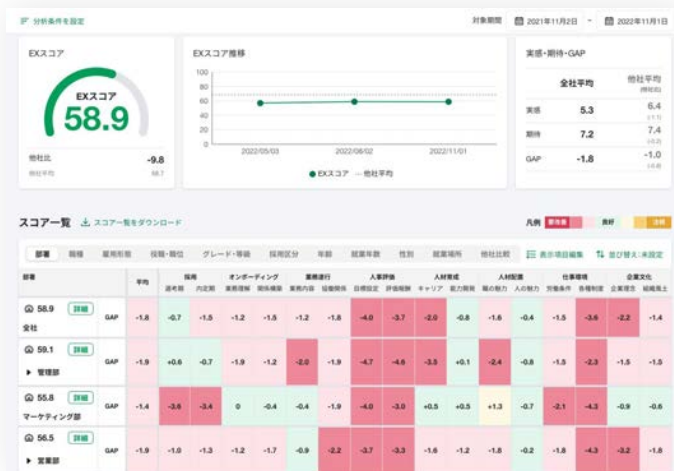 分析条件を設定
対象期間 2021年11月2日 - 2022年11月1日
EXスコア
EXスコア
58.9
他社比 -9.8
他社平均 68.7
EXスコア推移
100
80
60
40
20
0
2022/05/03 2022/08/02 2022/11/01
EXスコア 他社平均
実感・期待・GAP
全社平均 他社平均
(他社比)
実感 5.3 6.4
(-1.1)
期待 7.2 7.4
(-0.2)
GAP -1.8 -1.0
(-0.8)
スコア一覧 スコア一覧をダウンロード
凡例 要改善 良好 注視
部署 職種 雇用形態 役職・職位 グレード・等級 採用区分 年齢 就業年数 性別 就業場所 他社比較 表示項目編集 並び替え:未設定
部署 平均 採用 オンボーディング 業務遂行 人事評価 人材育成 人材配置 仕事環境 企業文化
選考期 内定期 業務理解 関係構築 業務内容 協働関係 目標設定 評価報酬 キャリア 能力開発 職の魅力 人の魅力 労働条件 各種制度 企業理念 組織風土
58.9 詳細
全社
GAP -1.8 -0.7 -1.5 -1.2 -1.5 -1.2 -1.8 -4.0 -3.7 -2.0 -0.8 -1.6 -0.4 -1.5 -3.6 -2.2 -1.4
59.1 詳細
管理部
GAP -1.9 +0.6 -0.7 -1.9 -1.2 -2.0 -1.9 -4.7 -4.6 -3.5 +0.1 -2.4 -0.8 -1.5 -2.3 -1.5 -1.5
55.8 詳細
マーケティング部
GAP -1.4 -3.6 -3.4 0 -0.4 -0.4 -1.9 -4.0 -3.0 +0.5 +0.5 +1.3 -0.7 -2.1 -4.3 -0.9 -0.6
56.5 詳細
営業部
GAP -1.9 -1.0 -1.3 -1.2 -1.7 -0.9 -2.2 -3.7 -3.3 -1.6 -1.2 -1.8 -0.2 -1.8 -4.3 -3.2 -1.8